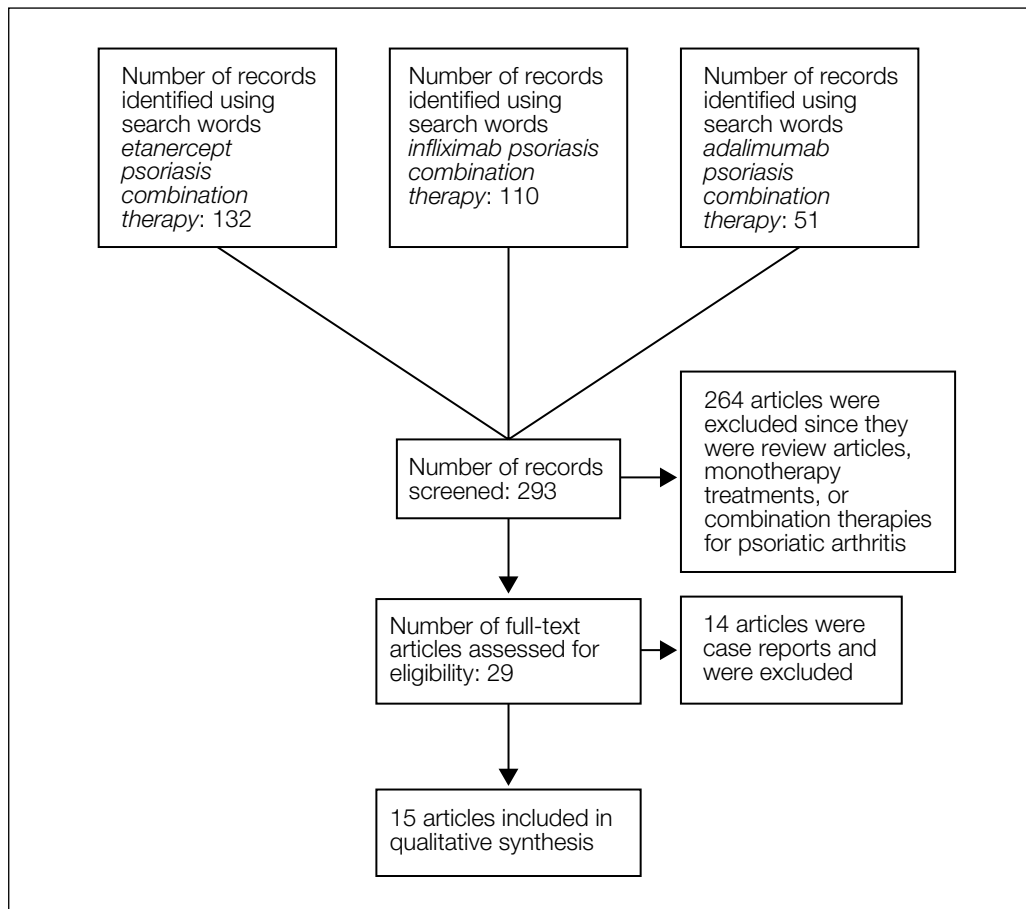 Number of records
identified using
search words
etanercept
psoriasis
combination
therapy: 132
Number of records
identified using
search words
infliximab psoriasis
combination
therapy: 110
Number of records
identified using
search words
adalimumab
psoriasis
combination
therapy: 51
Number of records
screened: 293
264 articles were
excluded since they
were review articles,
monotherapy
treatments, or
combination therapies
for psoriatic arthritis
Number of full-text
articles assessed for
eligibility: 29
14 articles were
case reports and
were excluded
15 articles included in
qualitative synthesis